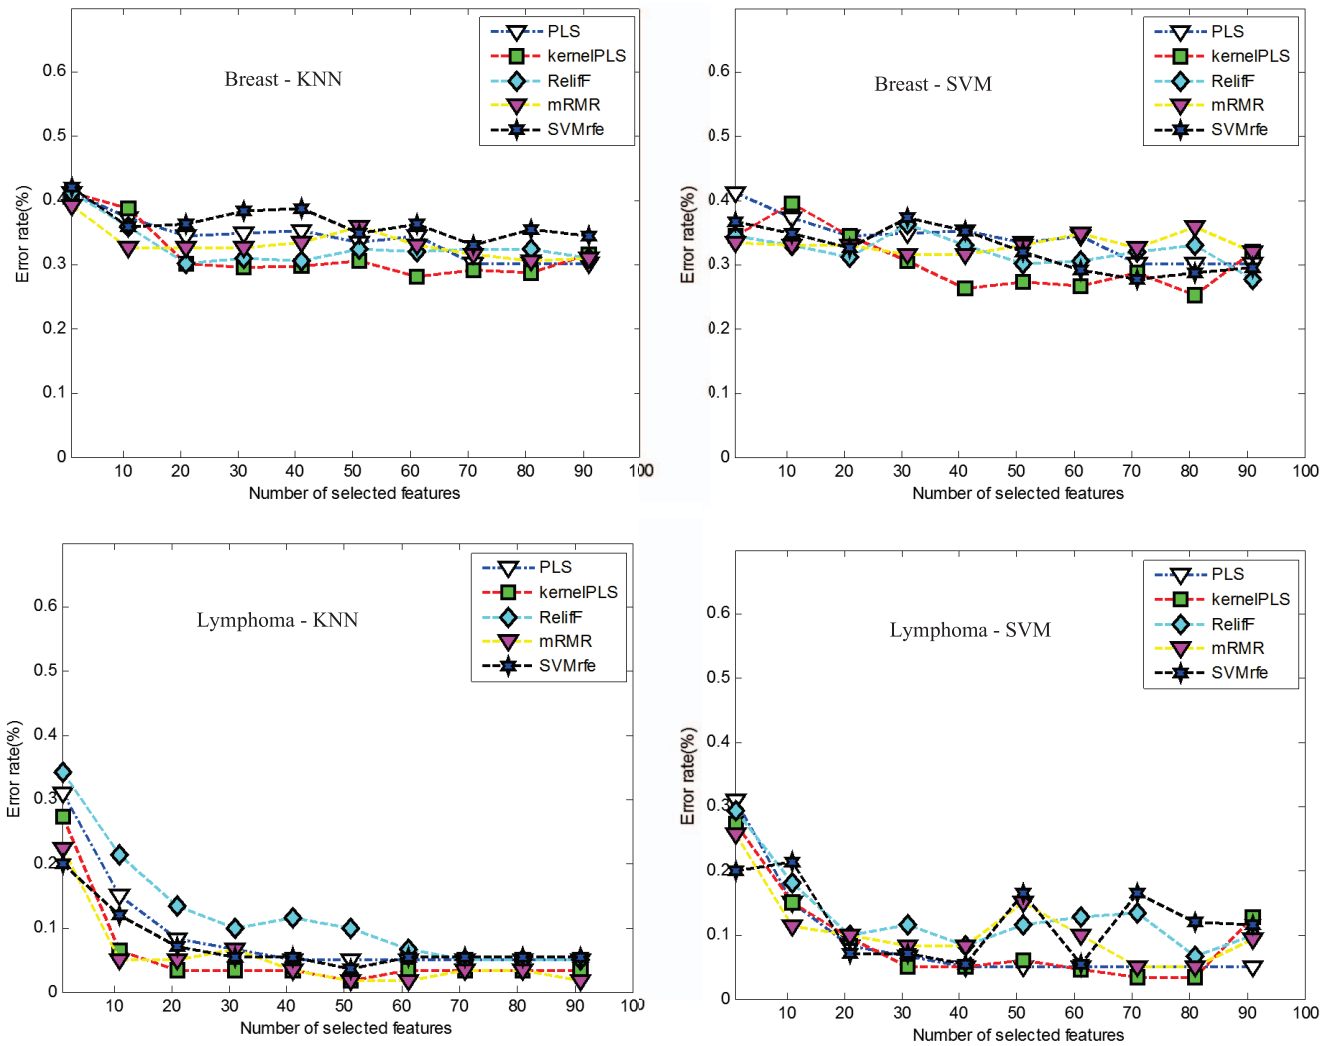 PLS
kernelPLS
RelifF
mRMR
SVMrfe
Breast - KNN
Error rate(%)
0.6
0.5
0.4
0.3
0.2
0.1
0
10 20 30 40 50 60 70 80 90 100
Number of selected features
PLS
kernelPLS
RelifF
mRMR
SVMrfe
Breast - SVM
Error rate(%)
0.6
0.5
0.4
0.3
0.2
0.1
0
10 20 30 40 50 60 70 80 90 100
Number of selected features
PLS
kernelPLS
RelifF
mRMR
SVMrfe
Lymphoma - KNN
Error rate(%)
0.6
0.5
0.4
0.3
0.2
0.1
0
10 20 30 40 50 60 70 80 90 100
Number of selected features
PLS
kernelPLS
RelifF
mRMR
SVMrfe
Lymphoma - SVM
Error rate(%)
0.6
0.5
0.4
0.3
0.2
0.1
0
10 20 30 40 50 60 70 80 90 100
Number of selected features